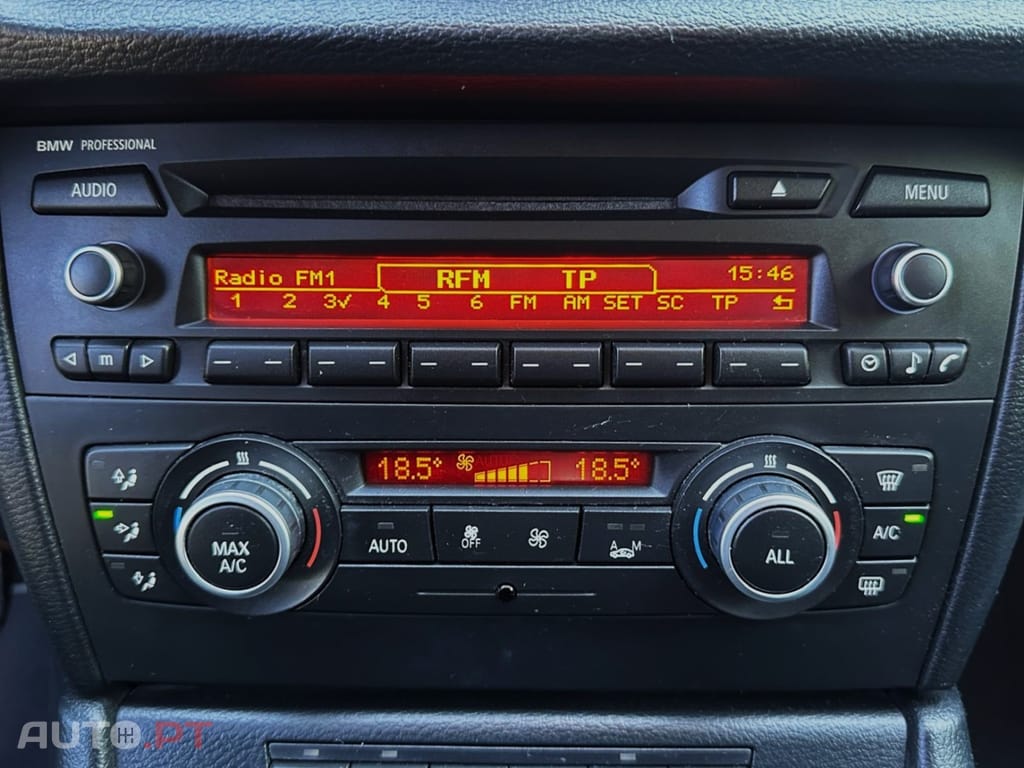 BMW PROFESSIONAL
AUDIO
MENU
Radio FM1 RFM TP 15:46
1 2 3✓ 4 5 6 FM AM SET SC TP
m
18.5° 18.5°
MAX A/C
AUTO
OFF
A M
ALL
A/C
AUTO.PT